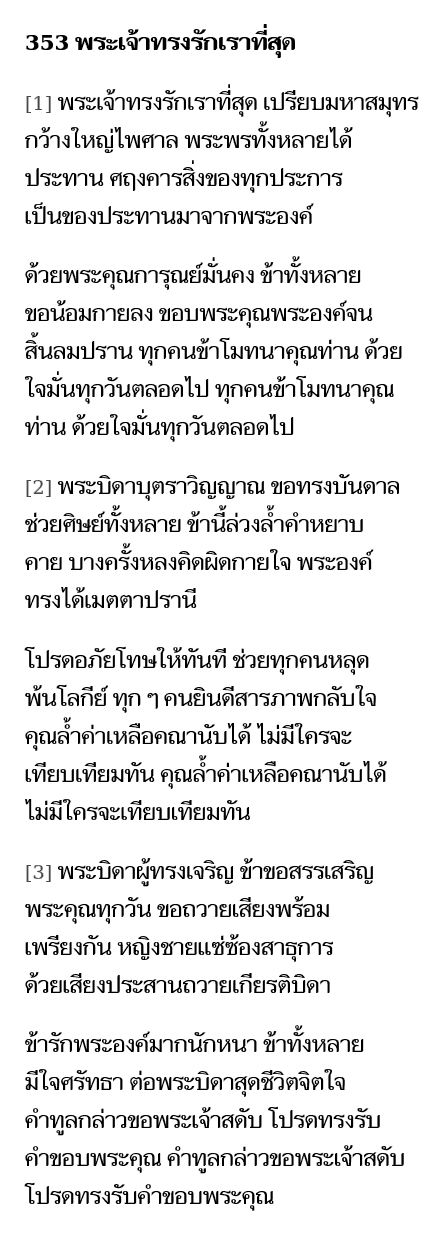 353 พระเจ้าทรงรักเราที่สุด
[1] พระเจ้าทรงรักเราที่สุด เปรียบมหาสมุทร
กว้างใหญ่ไพศาล พระพรทั้งหลายได้
ประทาน ศฤงคารสิ่งของทุกประการ
เป็นของประทานมาจากพระองค์
ด้วยพระคุณการุณย์มั่นคง ข้าทั้งหลาย
ขอน้อมกายลง ขอบพระคุณพระองค์จน
สิ้นลมปราน ทุกคนข้าโมทนาคุณท่าน ด้วย
ใจมั่นทุกวันตลอดไป ทุกคนข้าโมทนาคุณ
ท่าน ด้วยใจมั่นทุกวันตลอดไป
[2] พระบิดาบุตราวิญญาณ ขอทรงบันดาล
ช่วยศิษย์ทั้งหลาย ข้านี้ล่วงล้ำคำหยาบ
คาย บางครั้งหลงคิดผิดกายใจ พระองค์
ทรงได้เมตตาปรานี
โปรดอภัยโทษให้ทันที ช่วยทุกคนหลุด
พ้นโลกีย์ ทุก ๆ คนยินดีสารภาพกลับใจ
คุณล้ำค่าเหลือคณานับได้ ไม่มีใครจะ
เทียบเทียมทัน คุณล้ำค่าเหลือคณานับได้
ไม่มีใครจะเทียบเทียมทัน
[3] พระบิดาผู้ทรงเจริญ ข้าขอสรรเสริญ
พระคุณทุกวัน ขอถวายเสียงพร้อม
เพรียงกัน หญิงชายแซ่ซ้องสาธุการ
ด้วยเสียงประสานถวายเกียรติบิดา
ข้ารักพระองค์มากนักหนา ข้าทั้งหลาย
มีใจศรัทธา ต่อพระบิดาสุดชีวิตจิตใจ
คำทูลกล่าวขอพระเจ้าสดับ โปรดทรงรับ
คำขอบพระคุณ คำทูลกล่าวขอพระเจ้าสดับ
โปรดทรงรับคำขอบพระคุณ